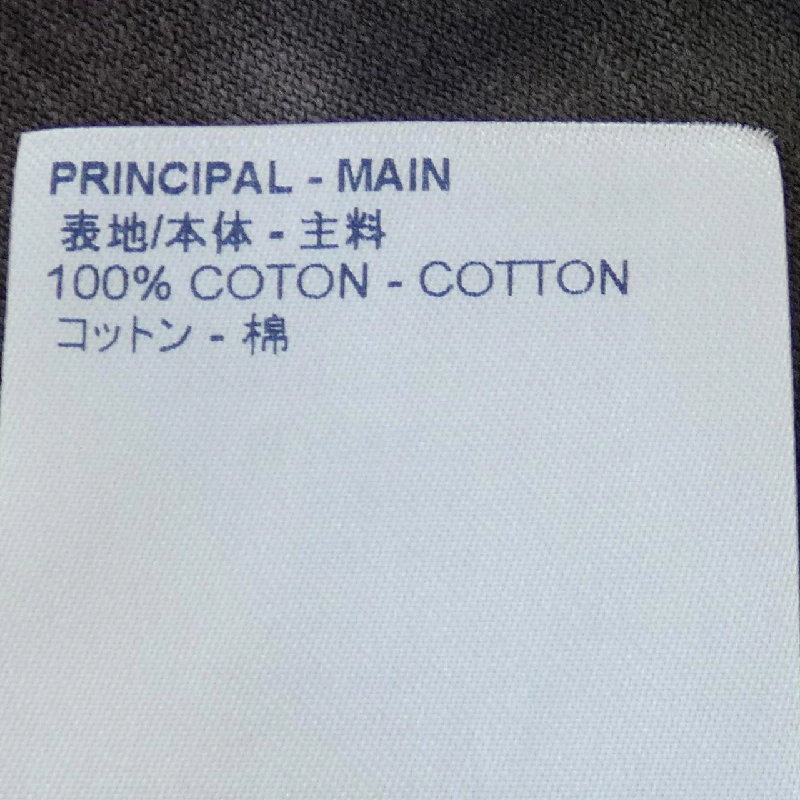 PRINCIPAL - MAIN
表地/本体 - 主料
100% COTON - COTTON
コットン - 棉